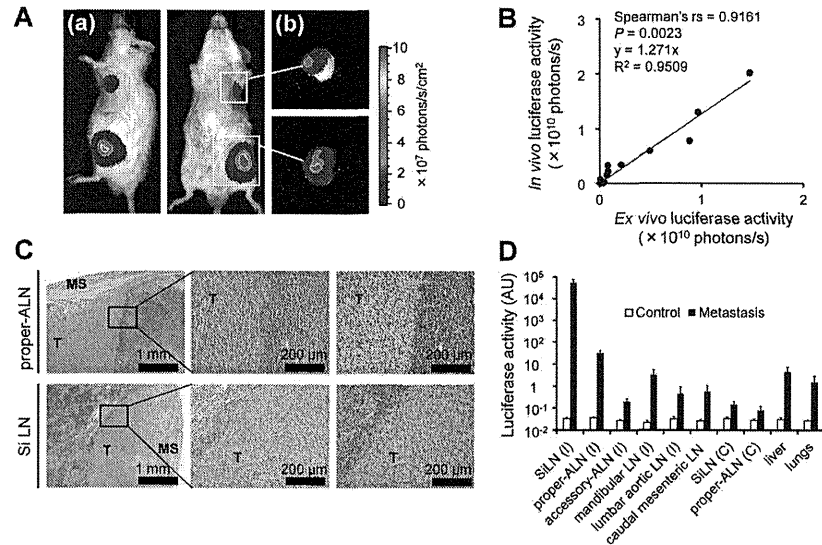 A
(a)
(b)
10
8
6
4
2
0
× 10⁷ photons/s/cm²
B
Spearman's rs = 0.9161
P = 0.0023
y = 1.271x
R² = 0.9509
In vivo luciferase activity
(× 10¹⁰ photons/s)
3
2
1
0
0
1
2
Ex vivo luciferase activity
(× 10¹⁰ photons/s)
C
proper-ALN
MS
T
1 mm
T
200 μm
T
200 μm
Si LN
T
MS
1 mm
T
200 μm
T
200 μm
D
Luciferase activity (AU)
10⁵
10⁴
10³
10²
10
1
10⁻¹
10⁻²
Control
Metastasis
SiLN (I)
proper-ALN (I)
accessory-ALN (I)
mandibular LN (I)
lumbar aortic LN (I)
caudal mesenteric LN
SiLN (C)
proper-ALN (C)
liver
lungs